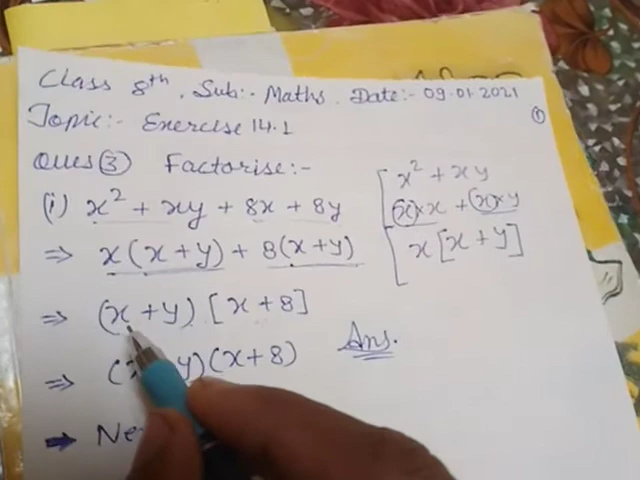 Class 8th. Sub:- Maths. Date:- 09.01.2021
Topic:- Exercise 14.1
①
Ques ③ Factorise:-
(i) x² + xy + 8x + 8y
⇒ x(x+y) + 8(x+y)
⇒ (x+y) [x+8]
⇒ y)(x+8) Ans.
x² + xy
(x)×x + (x)×y
x[x+y]